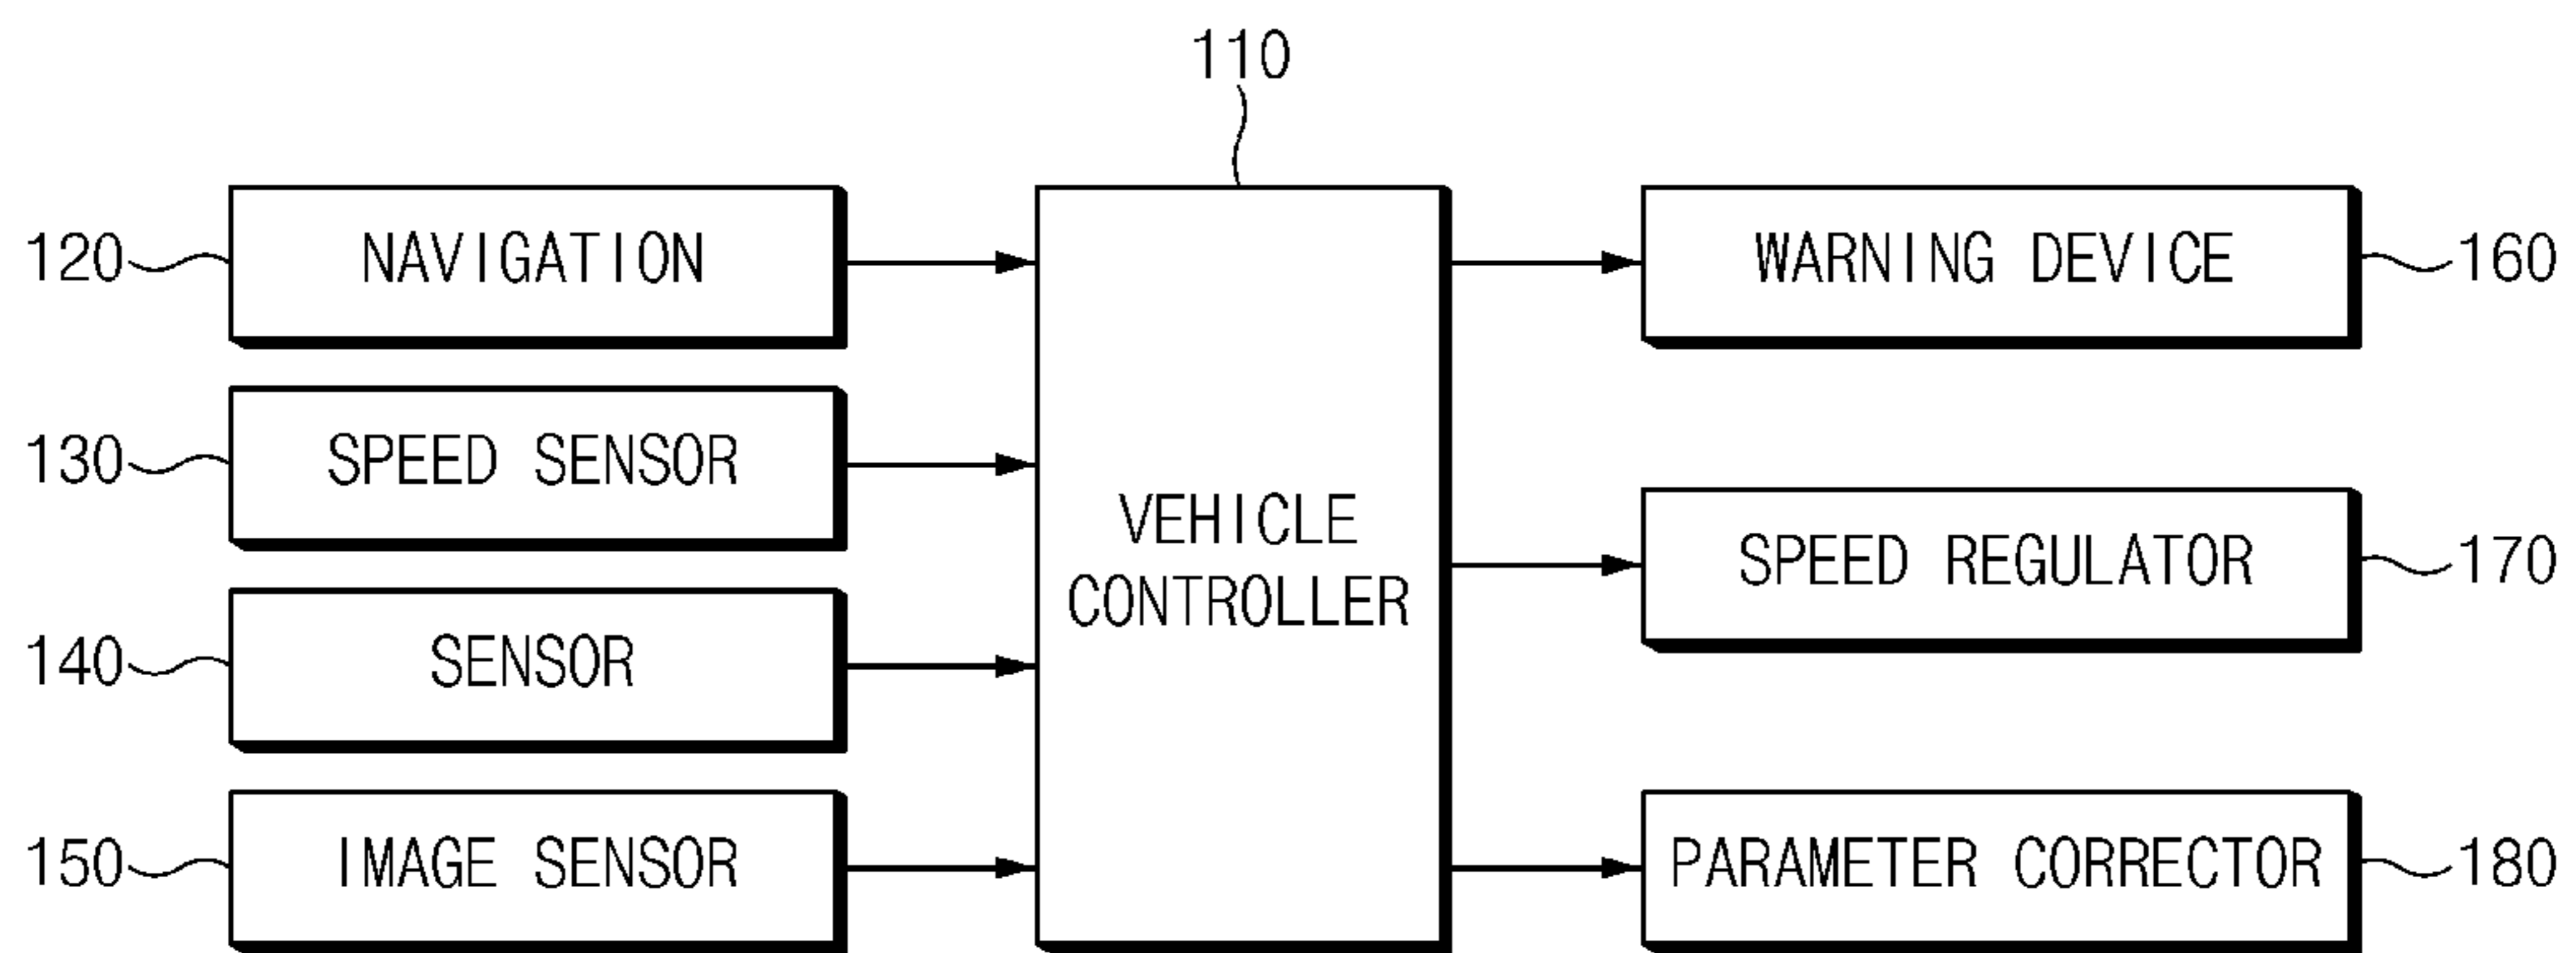 110
120 NAVIGATION
WARNING DEVICE 160
130 SPEED SENSOR
VEHICLE
CONTROLLER
SPEED REGULATOR 170
140 SENSOR
150 IMAGE SENSOR
PARAMETER CORRECTOR 180